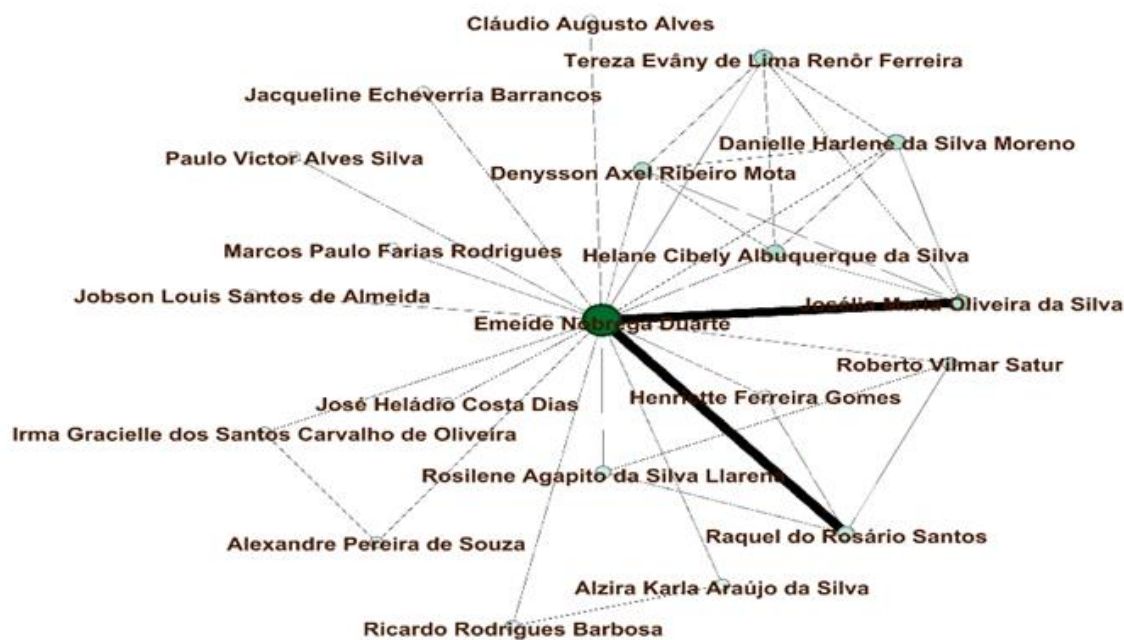 Cláudio Augusto Alves
Tereza Evâny de Lima Renôr Ferreira
Jacqueline Echeverría Barrancos
Danielle Harlene da Silva Moreno
Paulo Victor Alves Silva
Denysson Axel Ribeiro Mota
Marcos Paulo Farias Rodrigues
Helane Cibely Albuquerque da Silva
Jobson Louis Santos de Almeida
Josélia Maria Oliveira da Silva
Emeide Nóbrega Duarte
Roberto Vilmar Satur
Henriette Ferreira Gomes
José Heládio Costa Dias
Irma Gracielle dos Santos Carvalho de Oliveira
Rosilene Agapito da Silva Llarena
Raquel do Rosário Santos
Alexandre Pereira de Souza
Alzira Karla Araújo da Silva
Ricardo Rodrigues Barbosa